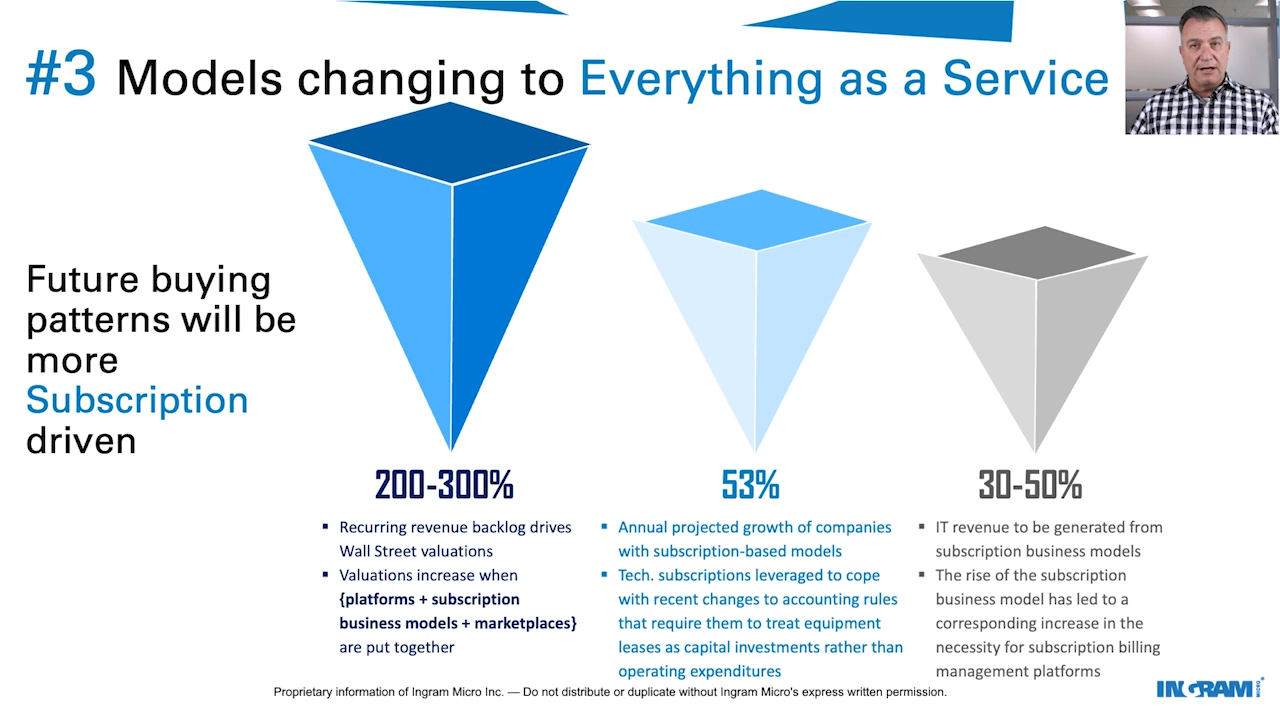 #3 Models changing to Everything as a Service
Future buying
patterns will be
more
Subscription
driven
200-300%
▪ Recurring revenue backlog drives
Wall Street valuations
▪ Valuations increase when
{platforms + subscription
business models + marketplaces}
are put together
53%
▪ Annual projected growth of companies
with subscription-based models
▪ Tech. subscriptions leveraged to cope
with recent changes to accounting rules
that require them to treat equipment
leases as capital investments rather than
operating expenditures
30-50%
▪ IT revenue to be generated from
subscription business models
▪ The rise of the subscription
business model has led to a
corresponding increase in the
necessity for subscription billing
management platforms
Proprietary information of Ingram Micro Inc. — Do not distribute or duplicate without Ingram Micro's express written permission.
INGRAM MICRO®